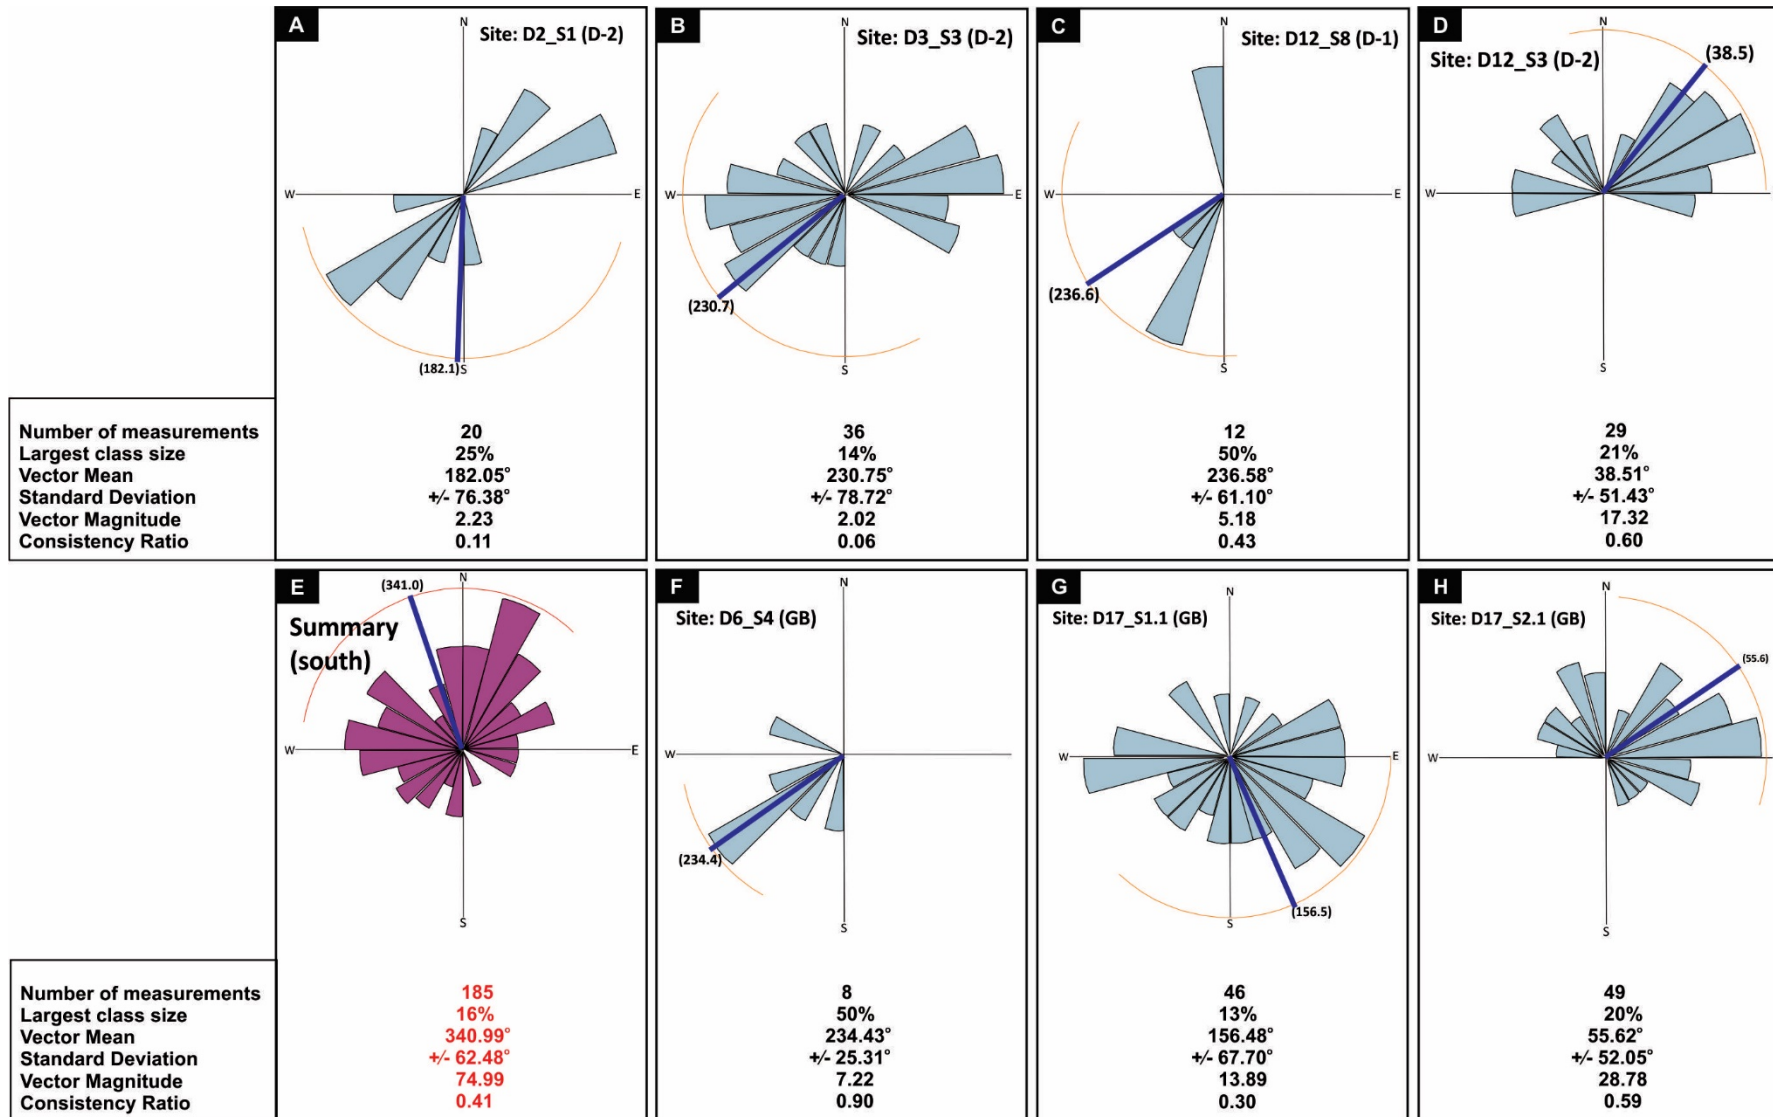 A
Site: D2_S1 (D-2)
N
W
E
S
(182.1)
B
Site: D3_S3 (D-2)
N
W
E
S
(230.7)
C
Site: D12_S8 (D-1)
N
W
E
S
(236.6)
D
Site: D12_S3 (D-2)
N
(38.5)
W
E
S
Number of measurements 20 36 12 29
Largest class size 25% 14% 50% 21%
Vector Mean 182.05° 230.75° 236.58° 38.51°
Standard Deviation +/- 76.38° +/- 78.72° +/- 61.10° +/- 51.43°
Vector Magnitude 2.23 2.02 5.18 17.32
Consistency Ratio 0.11 0.06 0.43 0.60
E
Summary
(south)
(341.0)
N
W
E
S
F
Site: D6_S4 (GB)
N
W
E
S
(234.4)
G
Site: D17_S1.1 (GB)
N
W
E
S
(156.5)
H
Site: D17_S2.1 (GB)
N
(55.6)
W
E
S
Number of measurements 185 8 46 49
Largest class size 16% 50% 13% 20%
Vector Mean 340.99° 234.43° 156.48° 55.62°
Standard Deviation +/- 62.48° +/- 25.31° +/- 67.70° +/- 52.05°
Vector Magnitude 74.99 7.22 13.89 28.78
Consistency Ratio 0.41 0.90 0.30 0.59